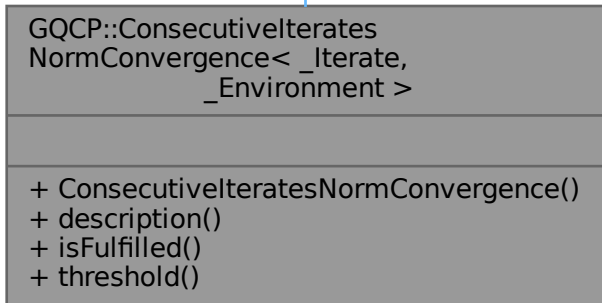 GQCP::ConsecutiveIterates
NormConvergence< _Iterate,
_Environment >
+ ConsecutiveIteratesNormConvergence()
+ description()
+ isFulfilled()
+ threshold()